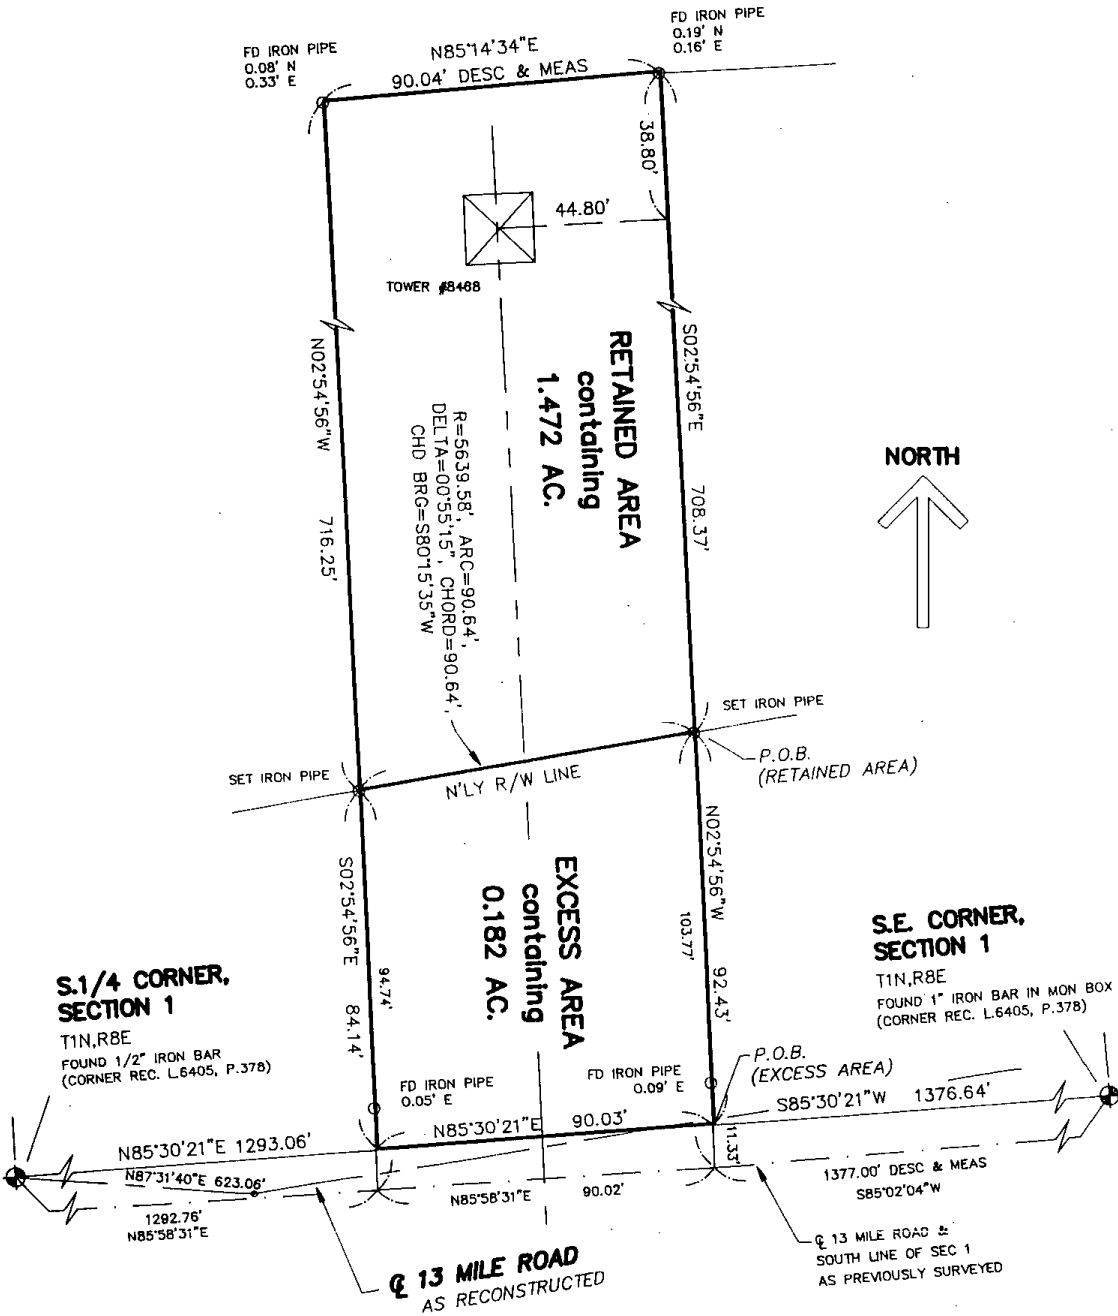 FD IRON PIPE
0.08' N
0.33' E
N85°14'34"E
90.04' DESC & MEAS
FD IRON PIPE
0.19' N
0.16' E
38.80'
44.80'
TOWER #8468
N02°54'56"W 716.25'
S02°54'56"E 708.37'
RETAINED AREA
containing
1.472 AC.
R=5639.58', ARC=90.64',
DELTA=00°55'15", CHORD=90.64',
CHD BRG=S80°15'35"W
NORTH
SET IRON PIPE
P.O.B.
(RETAINED AREA)
SET IRON PIPE
N'LY R/W LINE
S02°54'56"E 84.14'
94.74'
EXCESS AREA
containing
0.182 AC.
N02°54'56"W 92.43'
103.77'
S.E. CORNER,
SECTION 1
T1N,R8E
FOUND 1" IRON BAR IN MON BOX
(CORNER REC. L.6405, P.378)
S.1/4 CORNER,
SECTION 1
T1N,R8E
FOUND 1/2" IRON BAR
(CORNER REC. L.6405, P.378)
FD IRON PIPE
0.05' E
FD IRON PIPE
0.09' E
P.O.B.
(EXCESS AREA)
S85°30'21"W 1376.64'
N85°30'21"E 90.03'
N85°30'21"E 1293.06'
N87°31'40"E 623.06'
1292.76'
N85°58'31"E
N85°58'31"E 90.02'
11.33'
1377.00' DESC & MEAS
S85°02'04"W
℄ 13 MILE ROAD
AS RECONSTRUCTED
℄ 13 MILE ROAD &
SOUTH LINE OF SEC 1
AS PREVIOUSLY SURVEYED